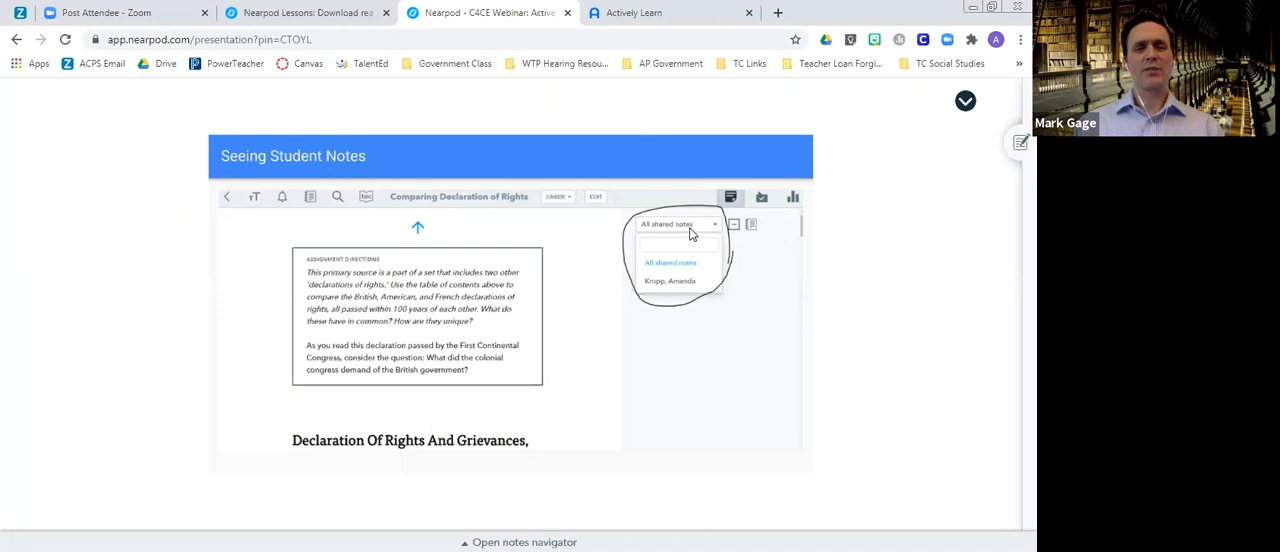 Post Attendee - Zoom
Nearpod Lessons: Download rea
Nearpod - C4CE Webinar: Active
Actively Learn
app.nearpod.com/presentation?pin=CTOYL
A
Apps
ACPS Email
Drive
PowerTeacher
Canvas
TalentEd
Government Class
WTP Hearing Resou...
AP Government
TC Links
Teacher Loan Forgi...
TC Social Studies
»
Mark Gage
Seeing Student Notes
TT
toc
Comparing Declaration of Rights
GRADE
EDIT
All shared notes
All shared notes
Kropp, Amanda
ASSIGNMENT DIRECTIONS
This primary source is a part of a set that includes two other
'declarations of rights.' Use the table of contents above to
compare the British, American, and French declarations of
rights, all passed within 100 years of each other. What do
these have in common? How are they unique?
As you read this declaration passed by the First Continental
Congress, consider the question: What did the colonial
congress demand of the British government?
Declaration Of Rights And Grievances,
Open notes navigator